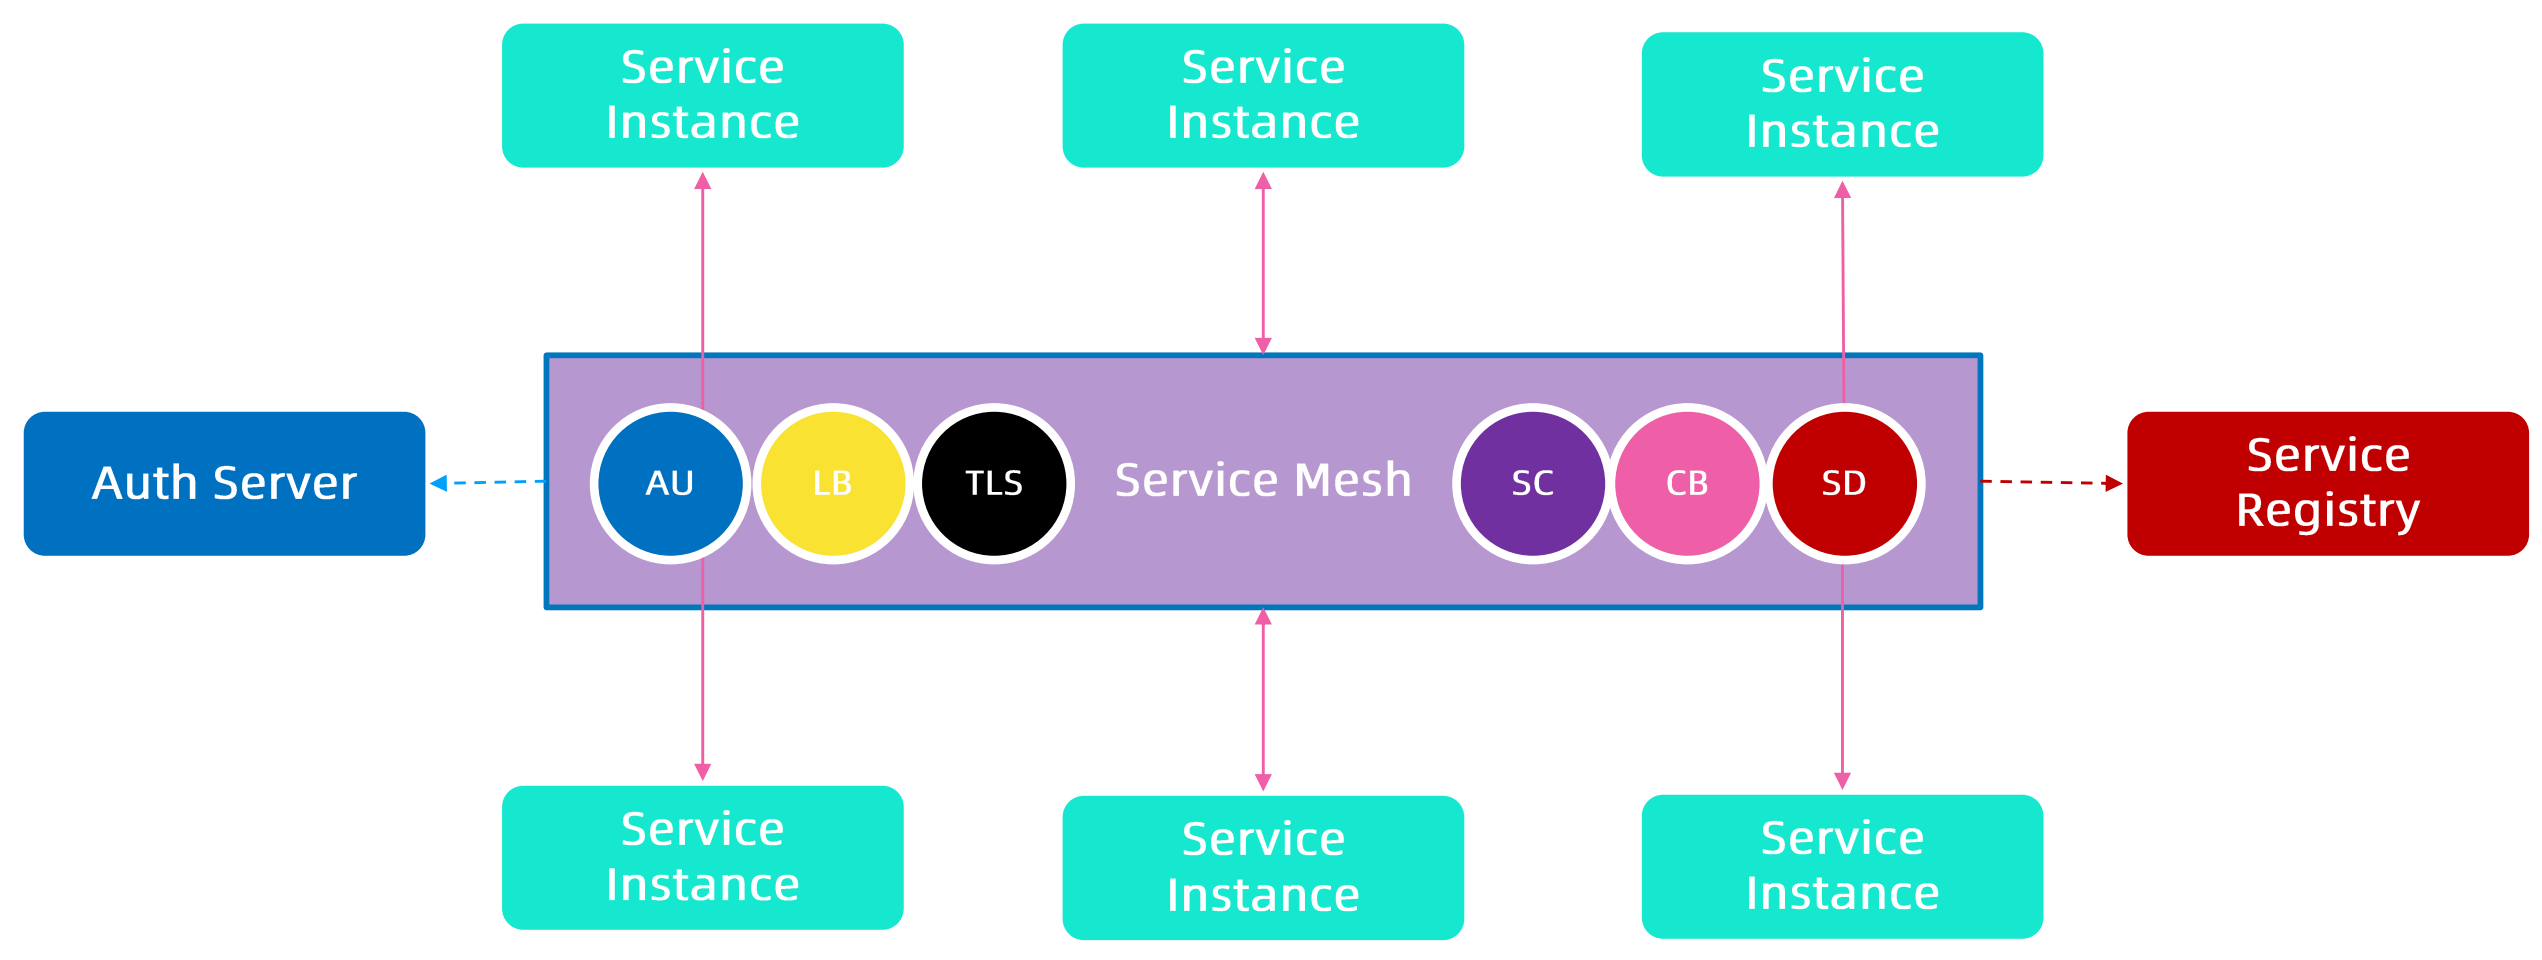 Service
Instance
Service
Instance
Service
Instance
Auth Server
AU
LB
TLS
Service Mesh
SC
CB
SD
Service
Registry
Service
Instance
Service
Instance
Service
Instance